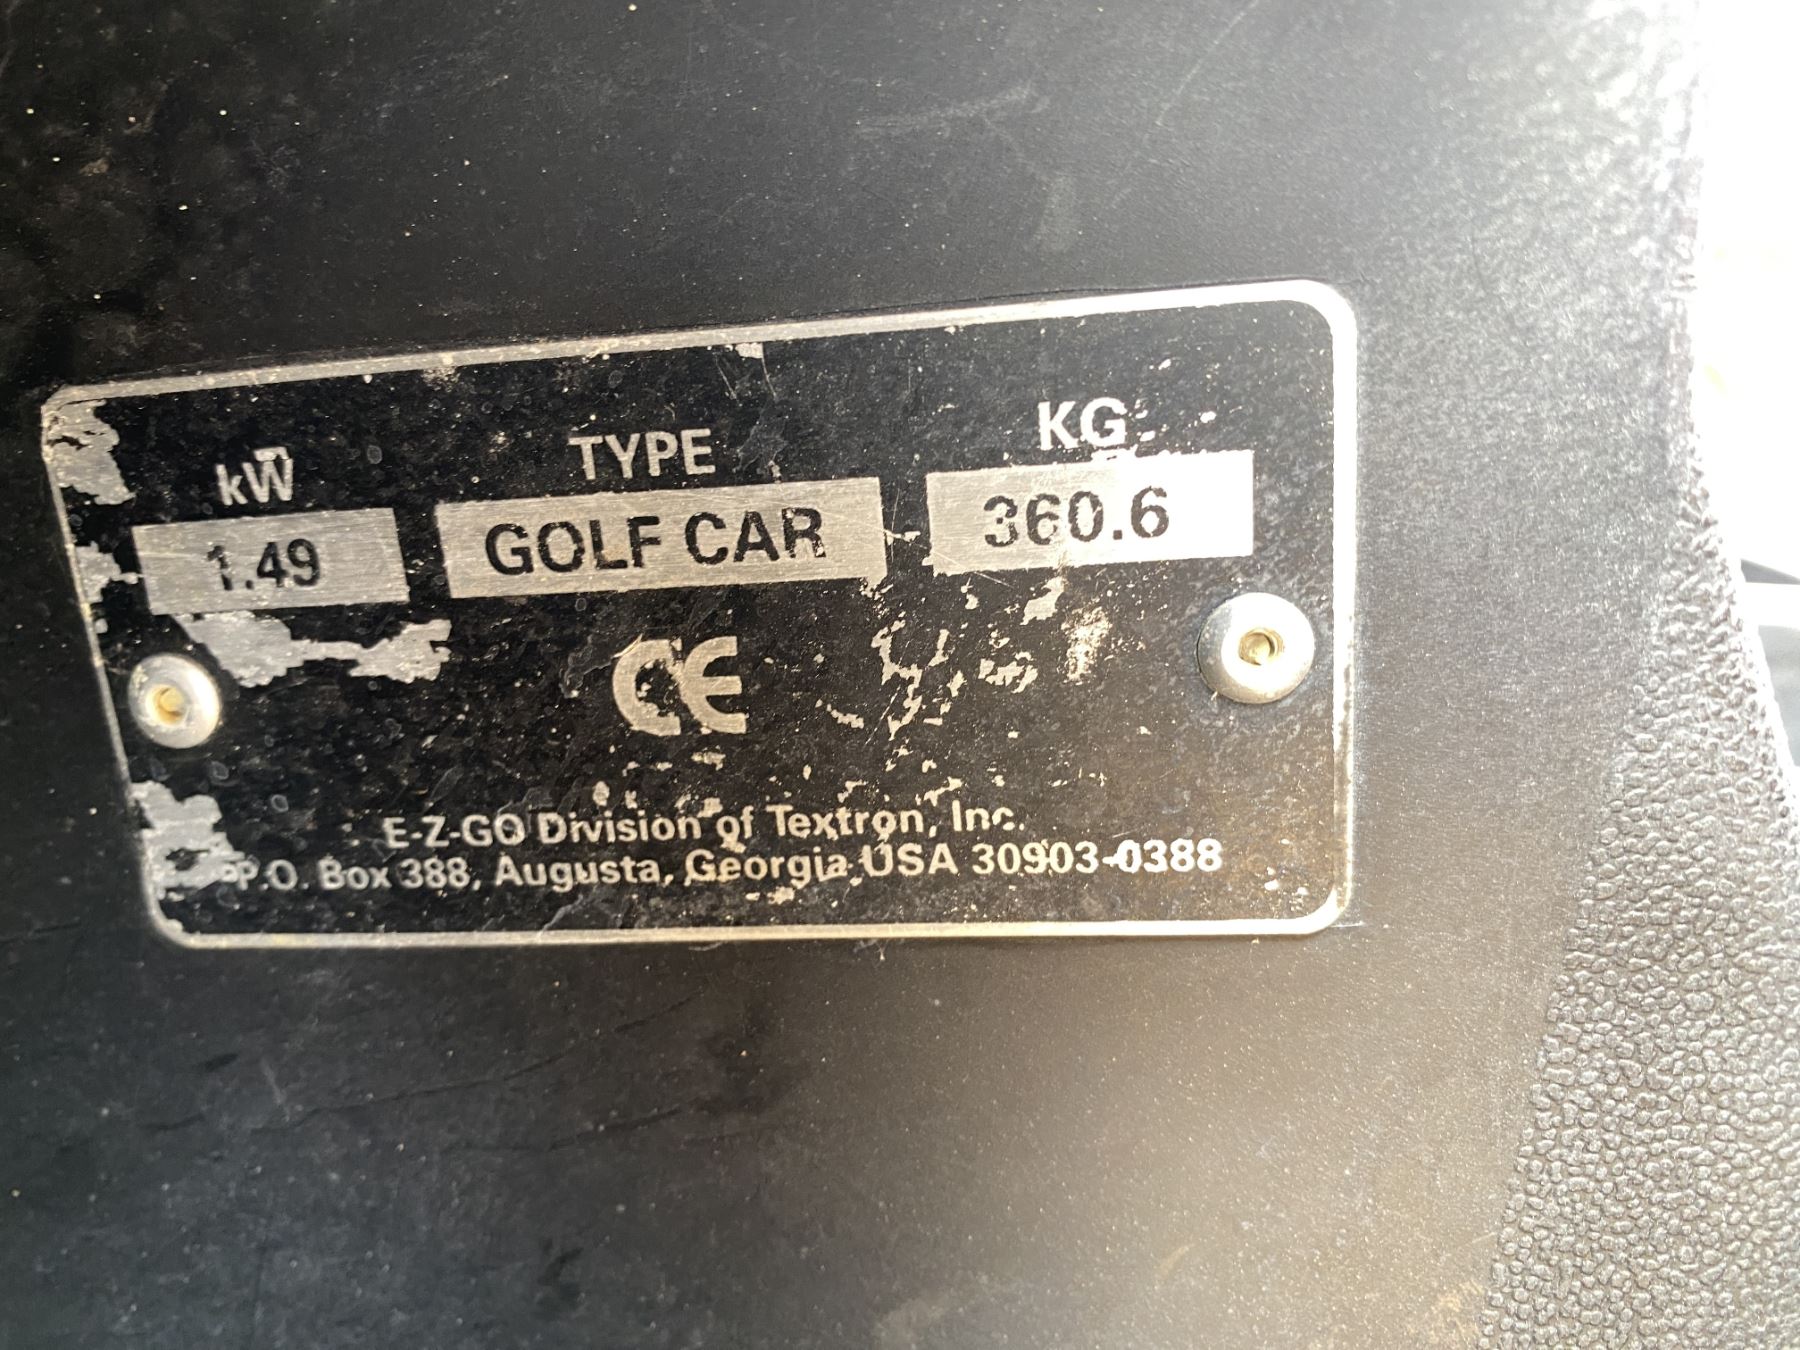 kW TYPE KG
1.49 GOLF CAR 360.6
CE
E-Z-GO Division of Textron, Inc.
P.O. Box 388, Augusta, Georgia USA 30903-0388